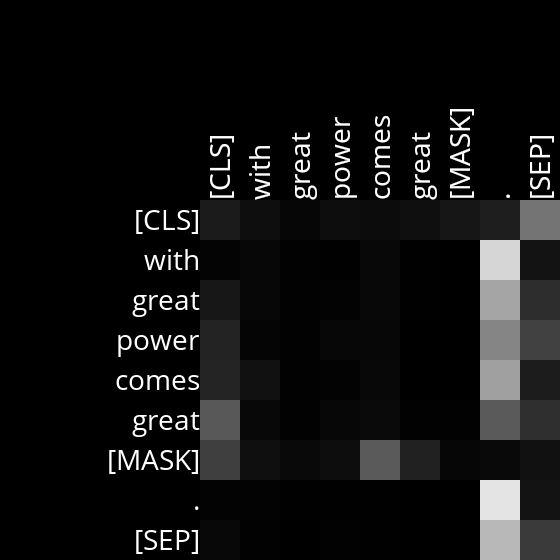 [CLS] with great power comes great [MASK] . [SEP]
[CLS]
with
great
power
comes
great
[MASK]
.
[SEP]